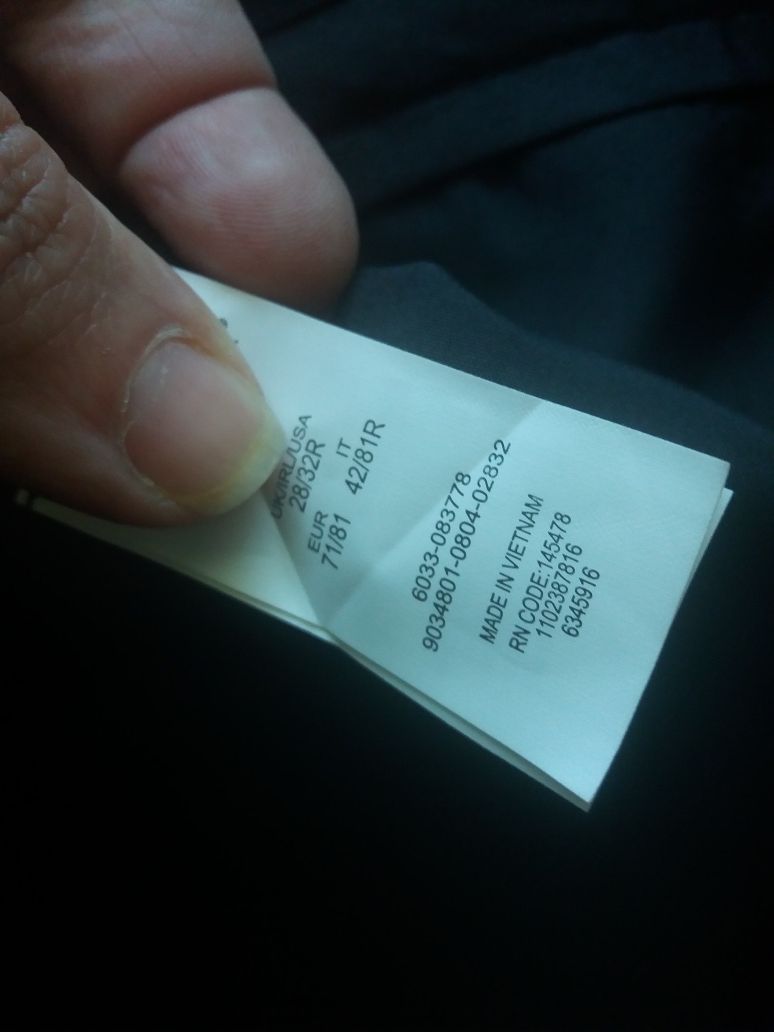 UK/IRL/USA
28/32R
EUR IT
71/81 42/81R
6033-083778
9034801-0804-02832
MADE IN VIETNAM
RN CODE:145478
1102387816
6345916